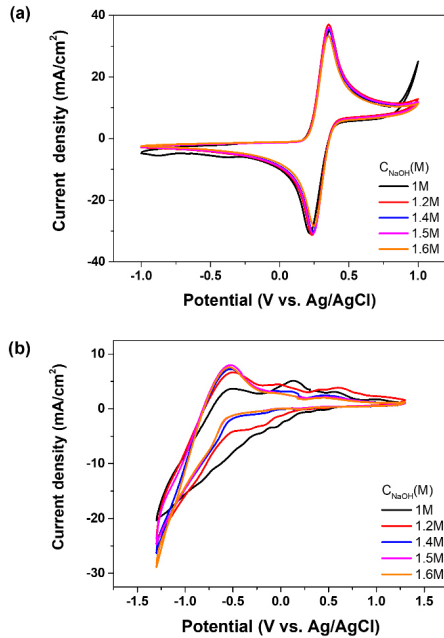 (a)
Current density (mA/cm²)
40
20
0
-20
-40
C_NaOH(M)
1M
1.2M
1.4M
1.5M
1.6M
-1.0
-0.5
0.0
0.5
1.0
Potential (V vs. Ag/AgCl)
(b)
Current density (mA/cm²)
10
0
-10
-20
-30
C_NaOH(M)
1M
1.2M
1.4M
1.5M
1.6M
-1.5
-1.0
-0.5
0.0
0.5
1.0
1.5
Potential (V vs. Ag/AgCl)